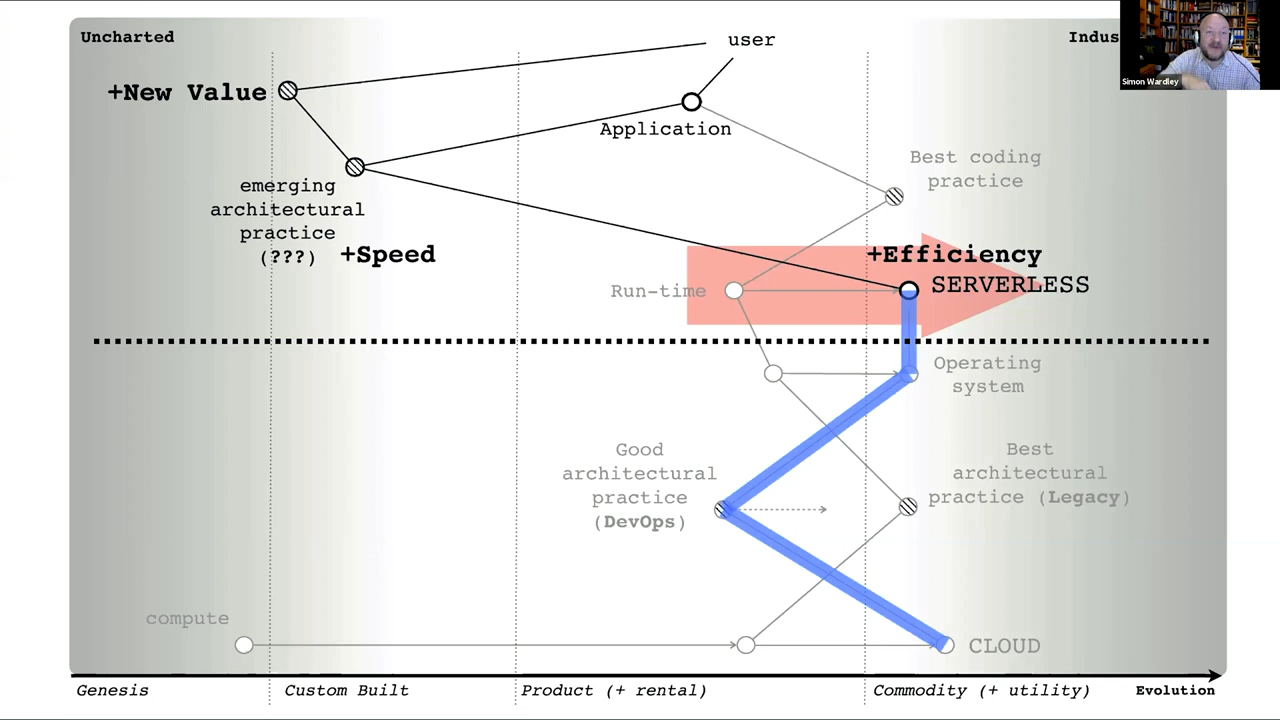 Uncharted
user
Indus
Simon Wardley
+New Value
Application
Best coding
practice
emerging
architectural
practice
(???)
+Speed
+Efficiency
SERVERLESS
Run-time
Operating
system
Good
architectural
practice
(DevOps)
Best
architectural
practice (Legacy)
compute
CLOUD
Genesis
Custom Built
Product (+ rental)
Commodity (+ utility)
Evolution